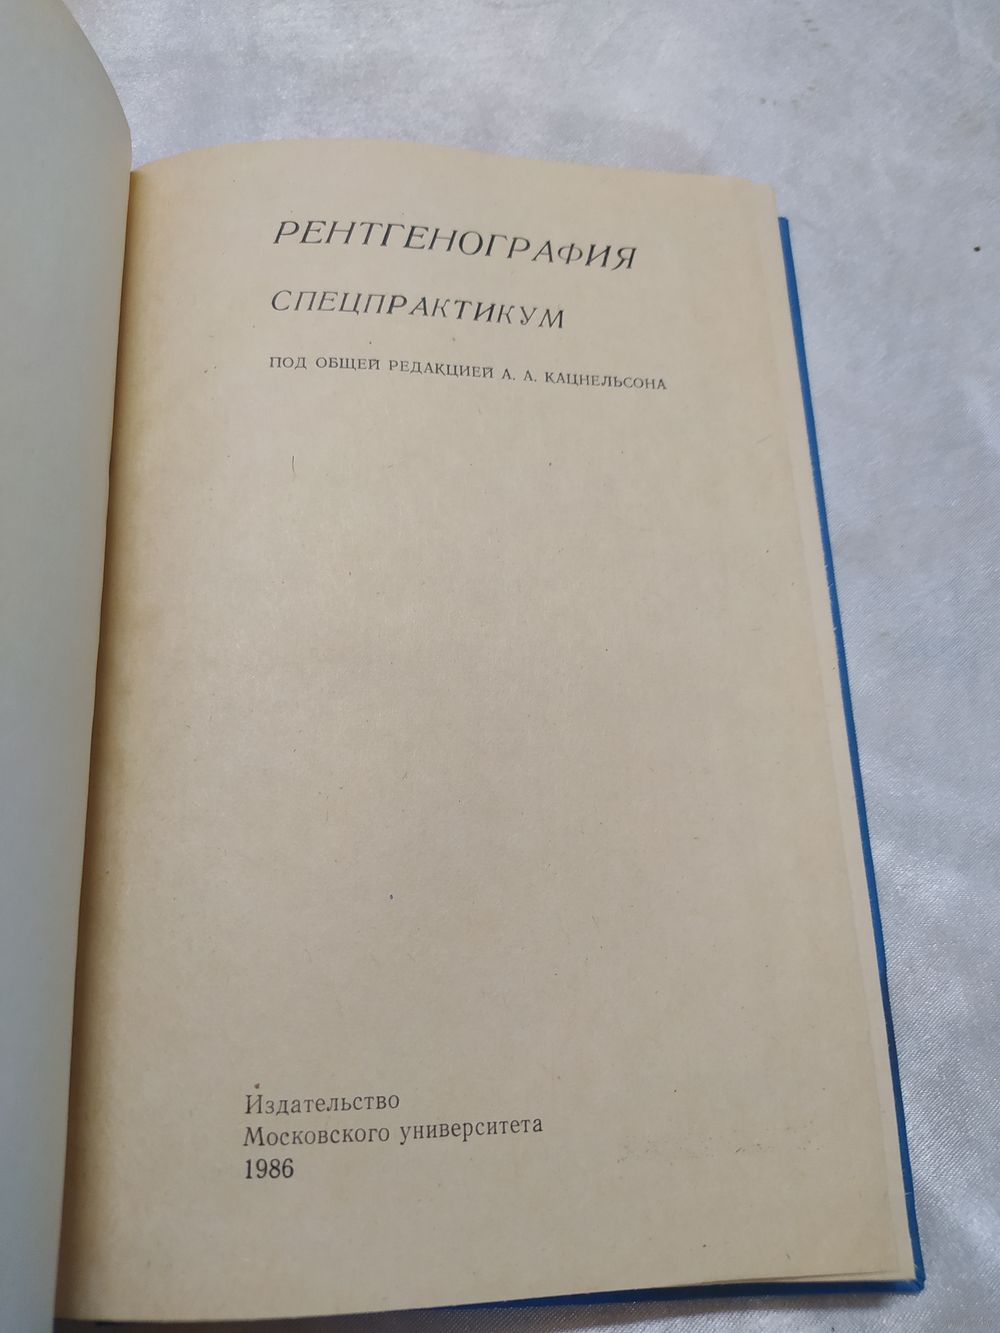 РЕНТГЕНОГРАФИЯ
СПЕЦПРАКТИКУМ
ПОД ОБЩЕЙ РЕДАКЦИЕЙ А. А. КАЦНЕЛЬСОНА
Издательство
Московского университета
1986